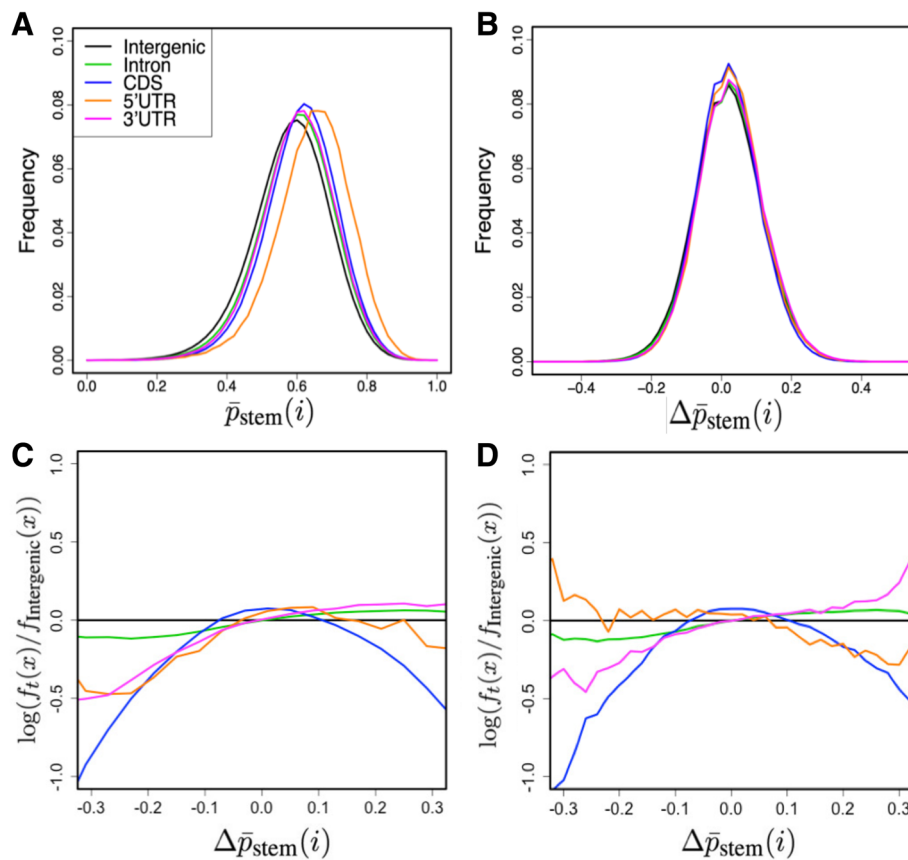 A
Intergenic
Intron
CDS
5'UTR
3'UTR
Frequency
0.00
0.02
0.04
0.06
0.08
0.10
0.0
0.2
0.4
0.6
0.8
1.0
p̄stem(i)
B
Frequency
0.00
0.02
0.04
0.06
0.08
0.10
−0.4
−0.2
0.0
0.2
0.4
Δp̄stem(i)
C
log(ft(x)/fIntergenic(x))
-1.0
-0.5
0.0
0.5
1.0
-0.3
-0.2
-0.1
0.0
0.1
0.2
0.3
Δp̄stem(i)
D
log(ft(x)/fIntergenic(x))
-1.0
-0.5
0.0
0.5
1.0
-0.3
-0.2
-0.1
0.0
0.1
0.2
0.3
Δp̄stem(i)